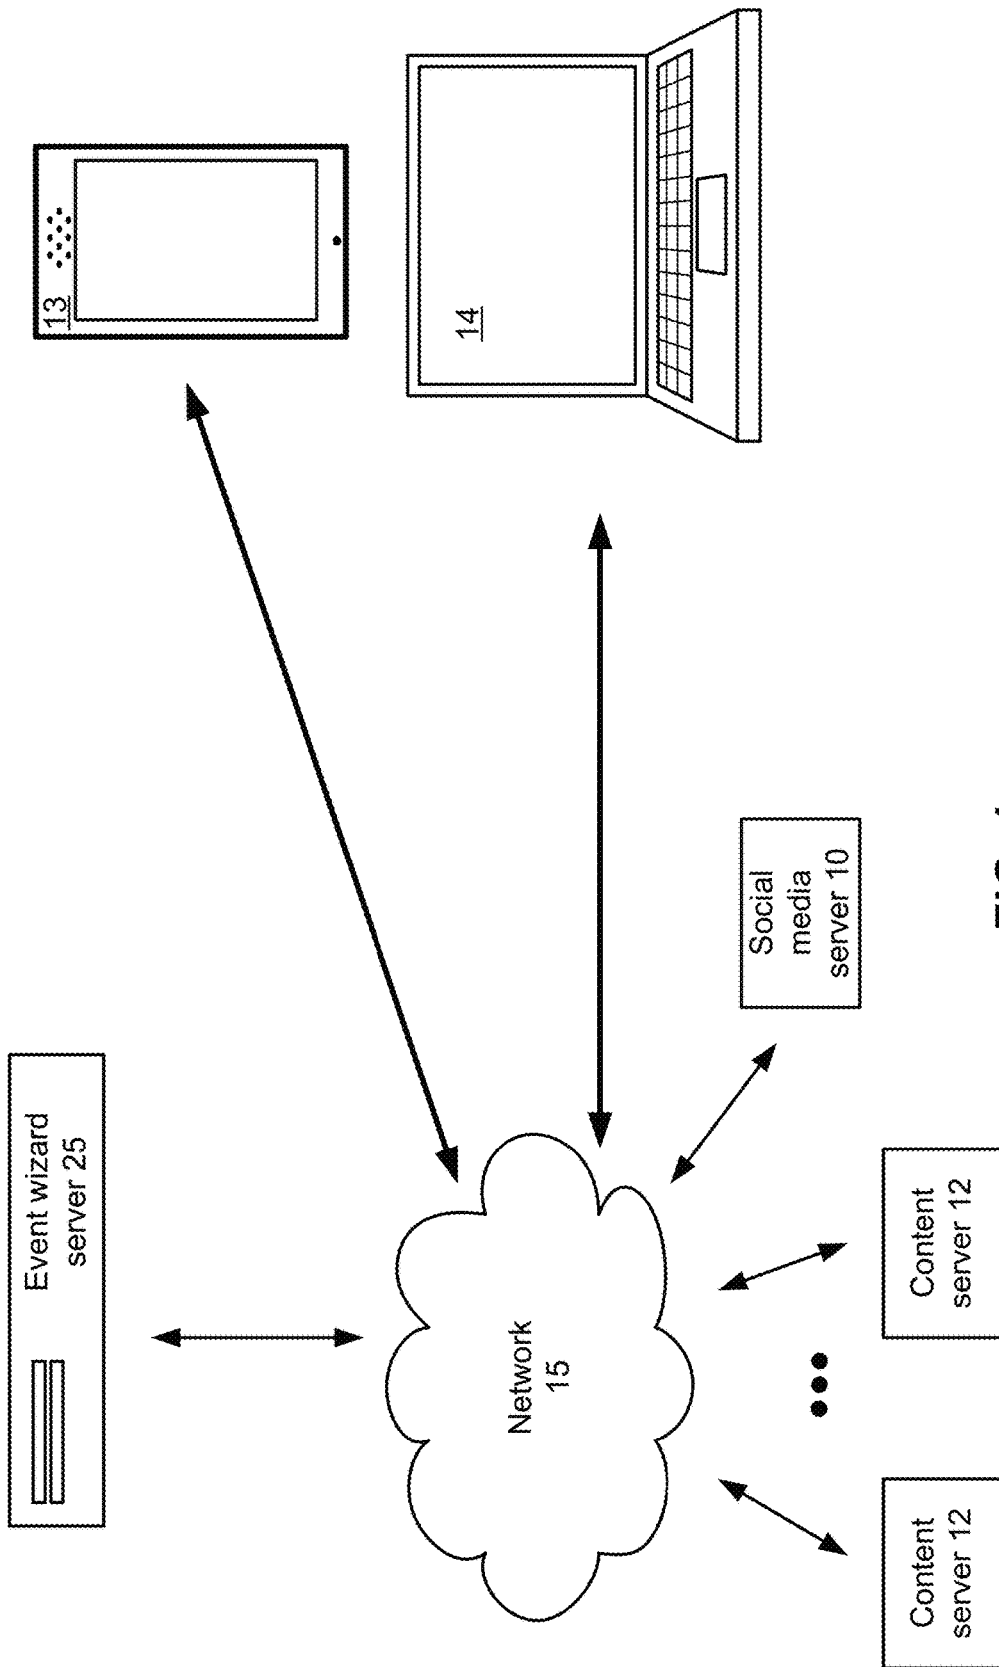 Event wizard
server 25
13
14
Network
15
Social
media
server 10
Content
server 12
Content
server 12